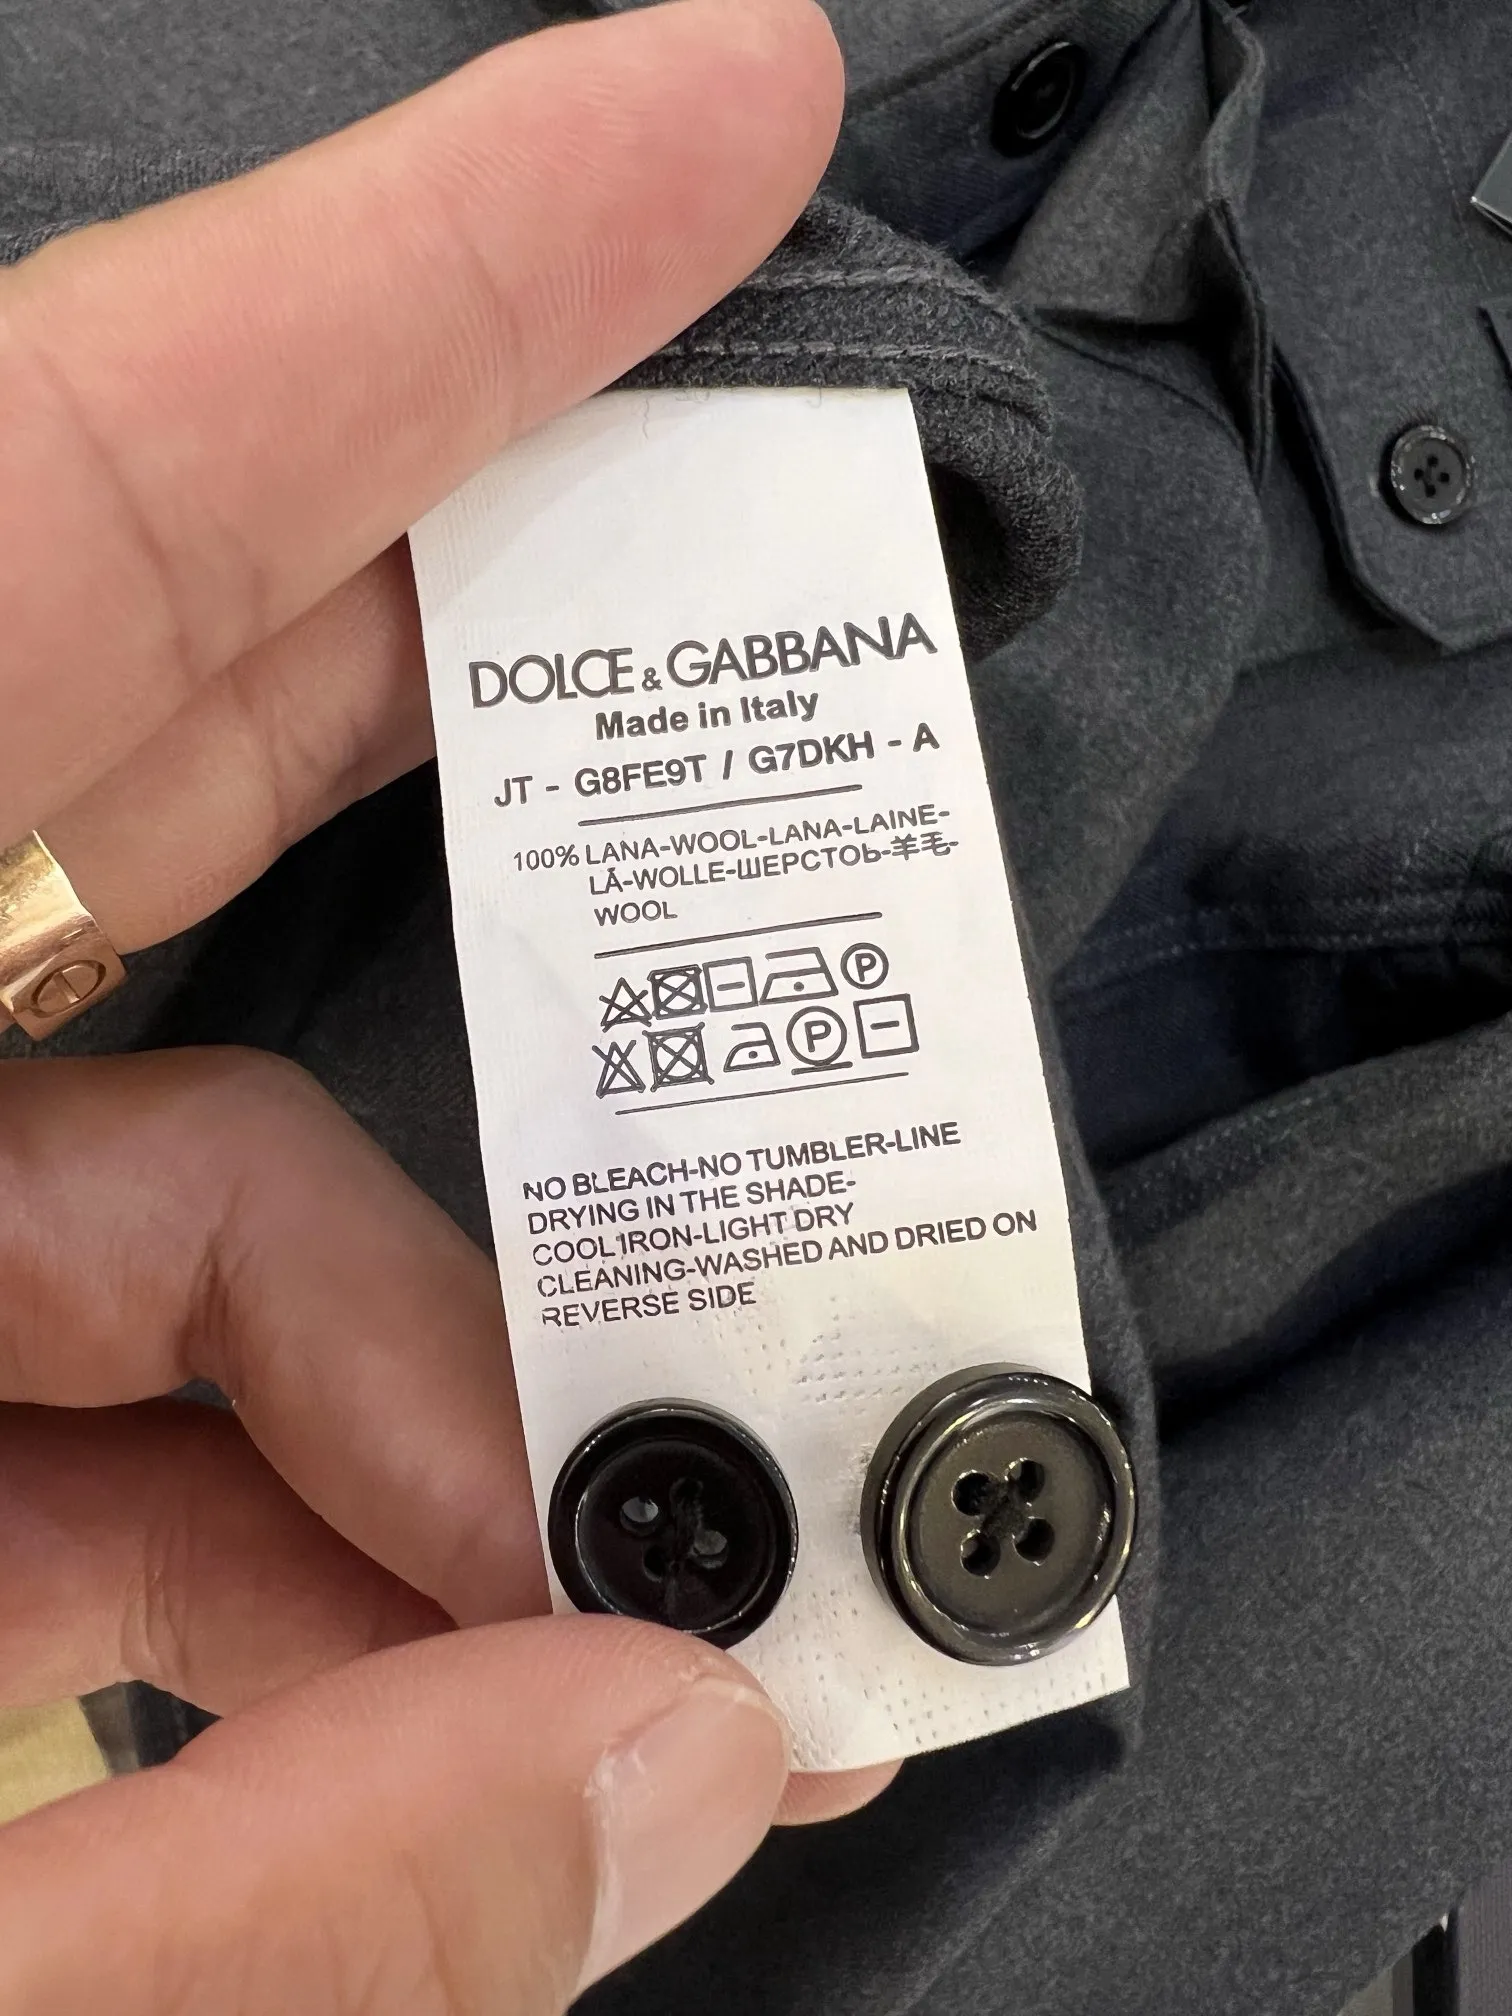 DOLCE & GABBANA
Made in Italy
JT - G8FE9T / G7DKH - A
100% LANA-WOOL-LANA-LAINE-
LÃ-WOLLE-ШЕРСТОЬ-羊毛-
WOOL
P
P
NO BLEACH-NO TUMBLER-LINE
DRYING IN THE SHADE-
COOL IRON-LIGHT DRY
CLEANING-WASHED AND DRIED ON
REVERSE SIDE